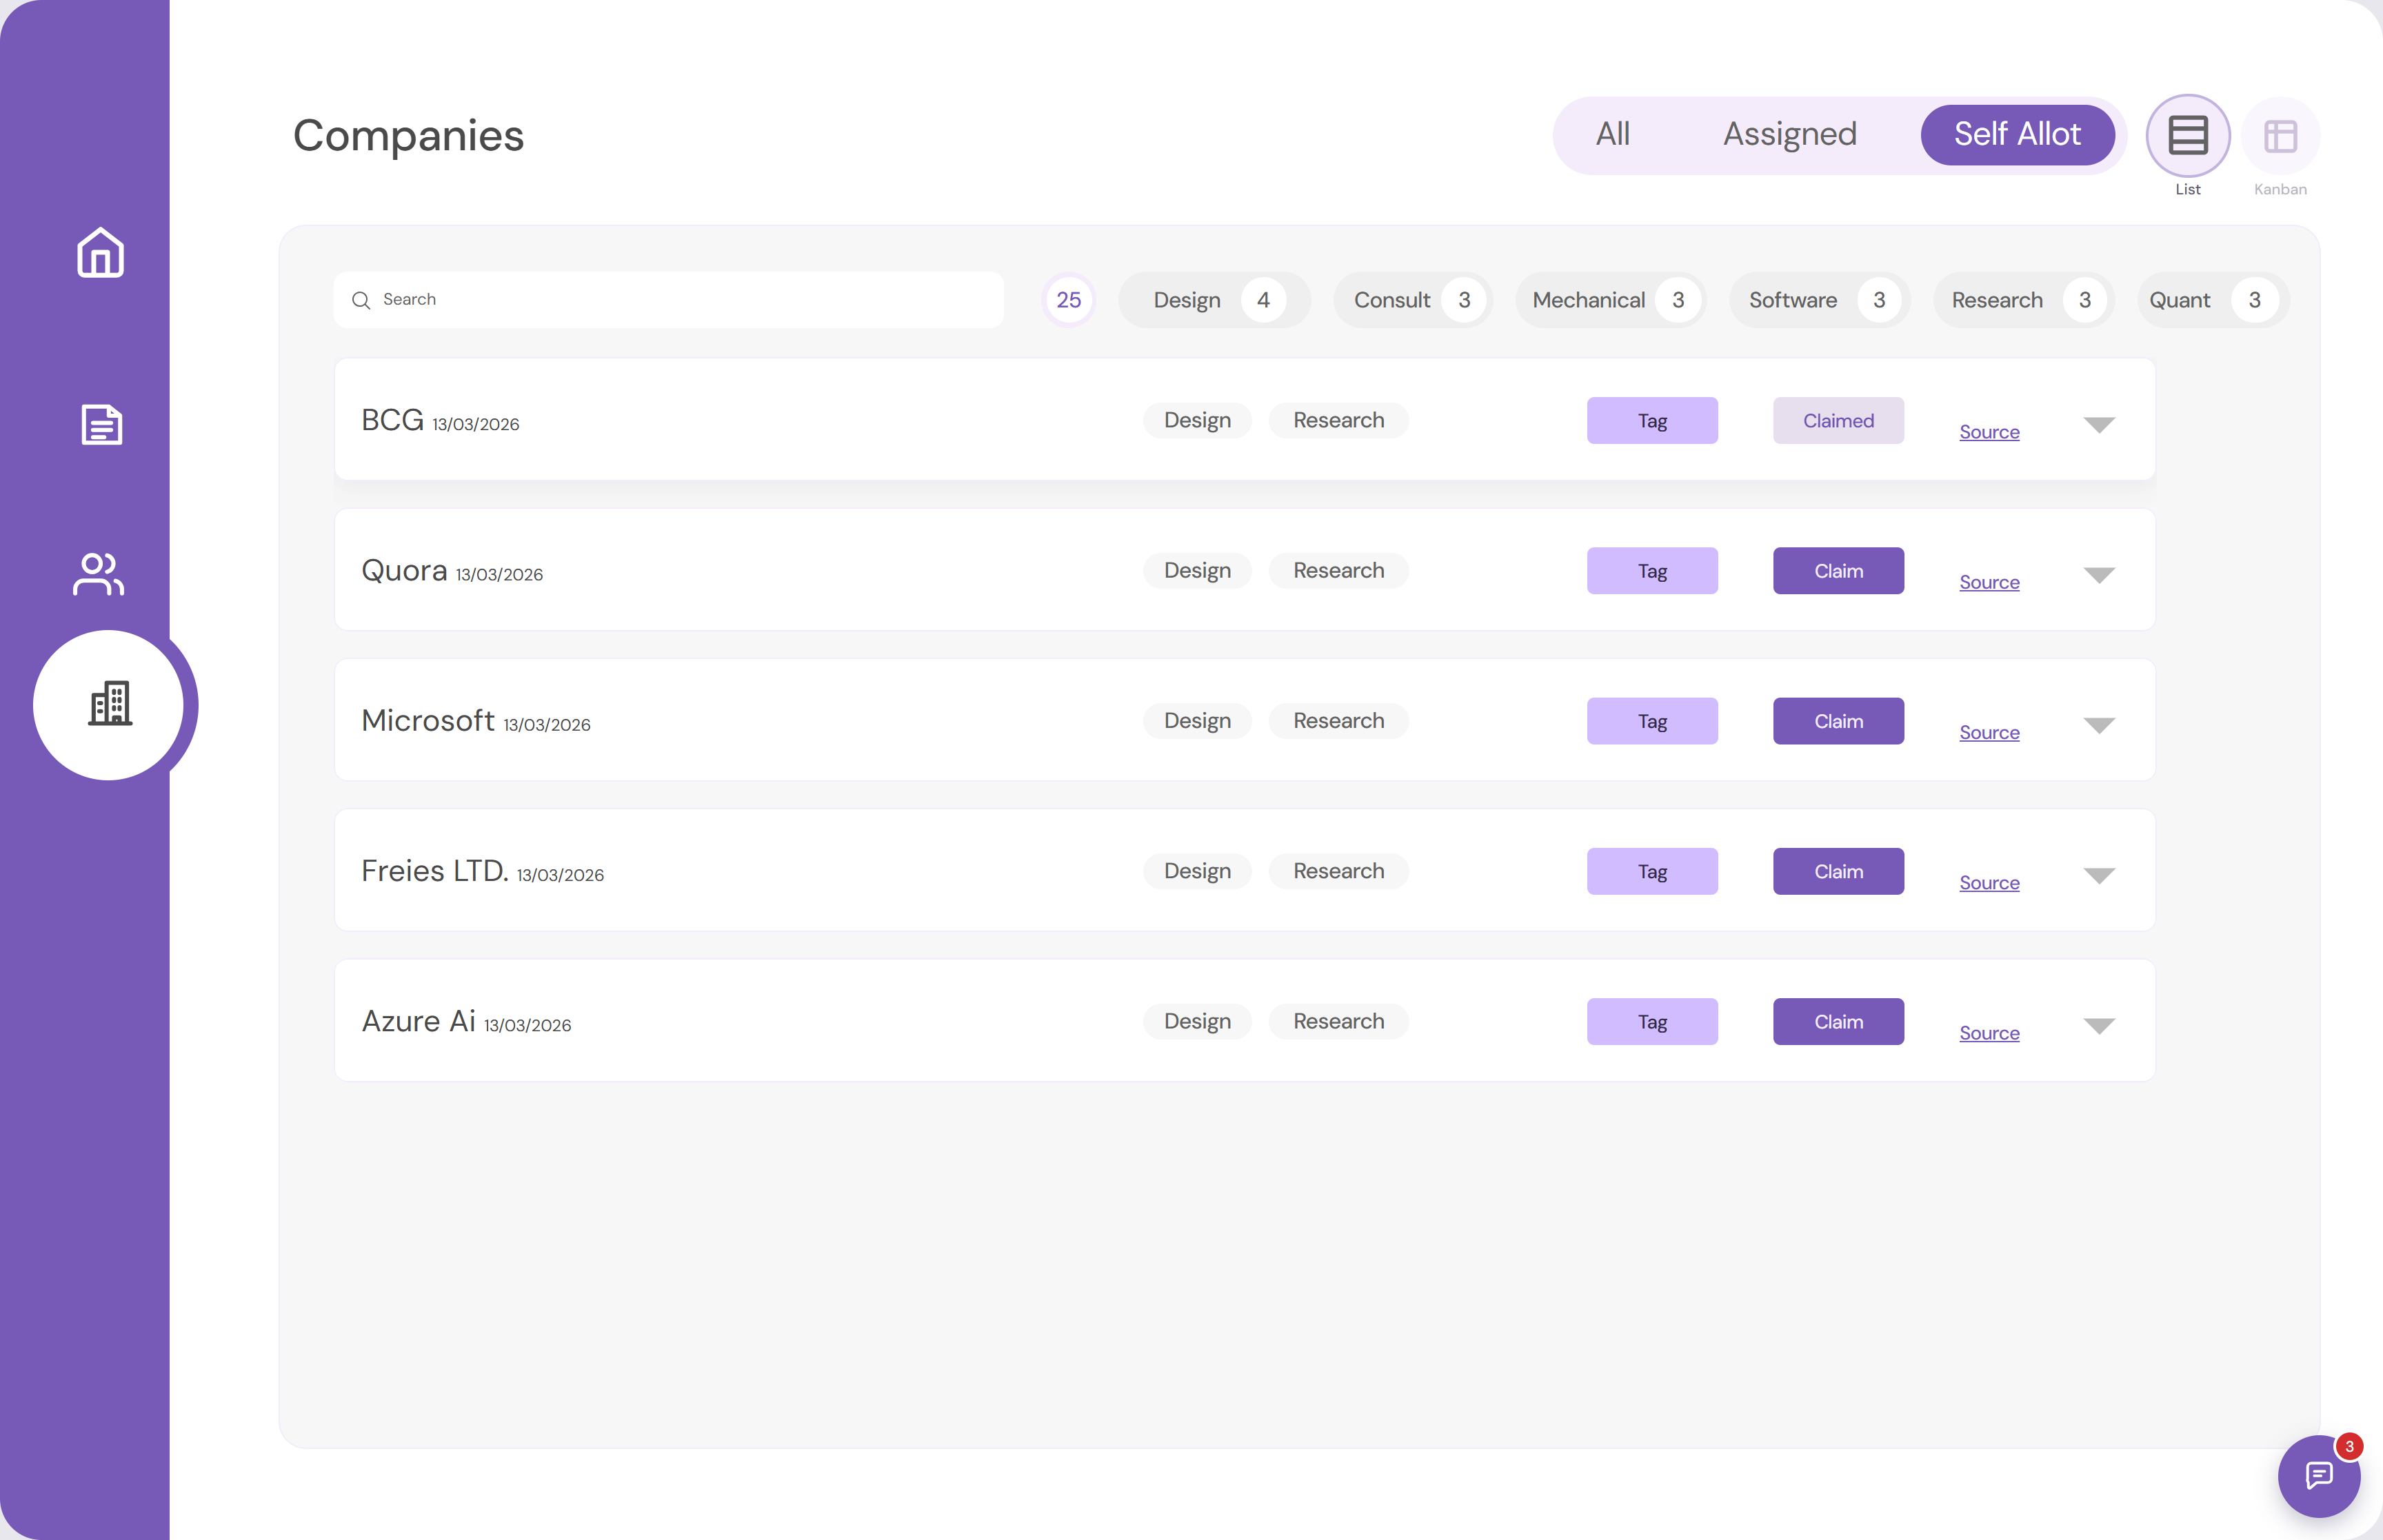 Companies
All Assigned Self Allot
List Kanban
Search 25 Design 4 Consult 3 Mechanical 3 Software 3 Research 3 Quant 3
BCG 13/03/2026 Design Research Tag Claimed Source
Quora 13/03/2026 Design Research Tag Claim Source
Microsoft 13/03/2026 Design Research Tag Claim Source
Freies LTD. 13/03/2026 Design Research Tag Claim Source
Azure Ai 13/03/2026 Design Research Tag Claim Source
3